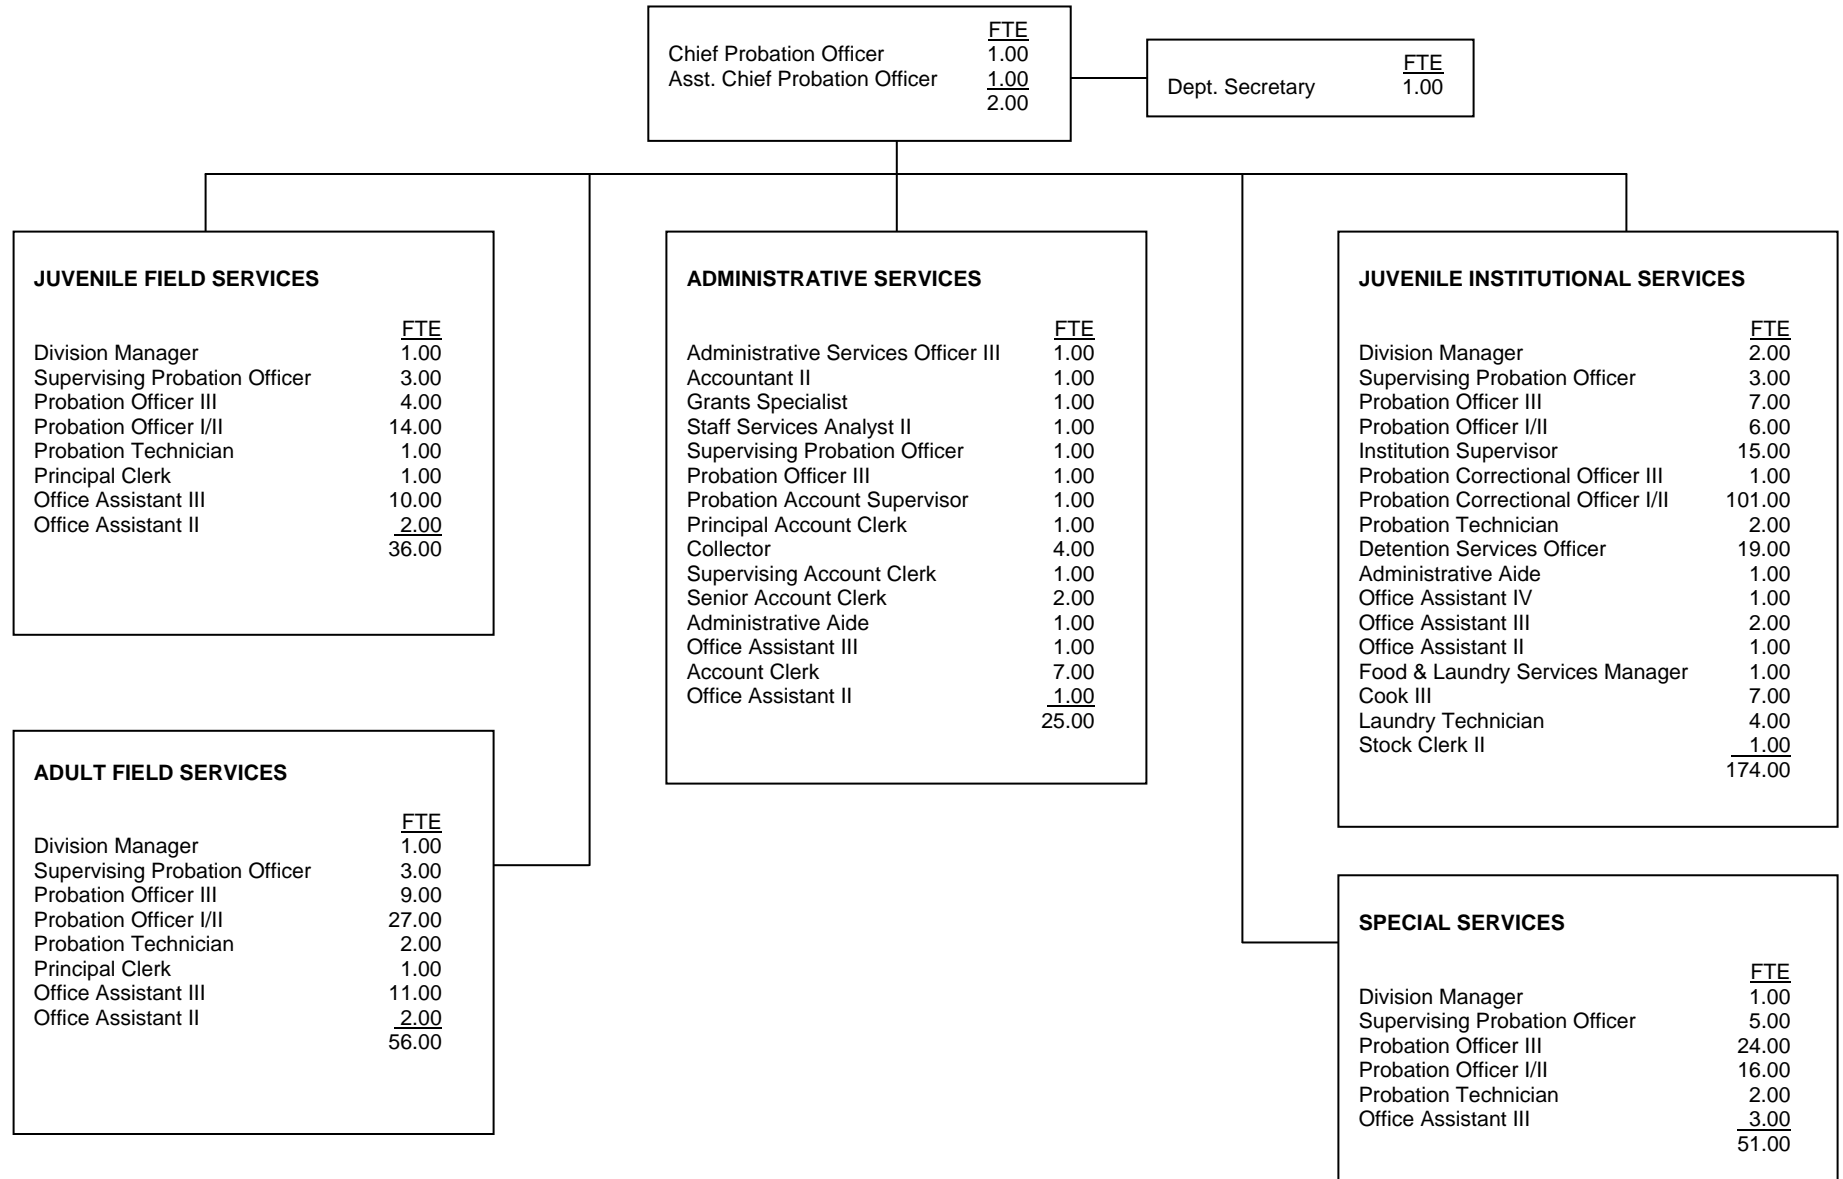 FTE
Chief Probation Officer 1.00
Asst. Chief Probation Officer 1.00
2.00
FTE
Dept. Secretary 1.00
JUVENILE FIELD SERVICES
FTE
Division Manager 1.00
Supervising Probation Officer 3.00
Probation Officer III 4.00
Probation Officer I/II 14.00
Probation Technician 1.00
Principal Clerk 1.00
Office Assistant III 10.00
Office Assistant II 2.00
36.00
ADULT FIELD SERVICES
FTE
Division Manager 1.00
Supervising Probation Officer 3.00
Probation Officer III 9.00
Probation Officer I/II 27.00
Probation Technician 2.00
Principal Clerk 1.00
Office Assistant III 11.00
Office Assistant II 2.00
56.00
ADMINISTRATIVE SERVICES
FTE
Administrative Services Officer III 1.00
Accountant II 1.00
Grants Specialist 1.00
Staff Services Analyst II 1.00
Supervising Probation Officer 1.00
Probation Officer III 1.00
Probation Account Supervisor 1.00
Principal Account Clerk 1.00
Collector 4.00
Supervising Account Clerk 1.00
Senior Account Clerk 2.00
Administrative Aide 1.00
Office Assistant III 1.00
Account Clerk 7.00
Office Assistant II 1.00
25.00
JUVENILE INSTITUTIONAL SERVICES
FTE
Division Manager 2.00
Supervising Probation Officer 3.00
Probation Officer III 7.00
Probation Officer I/II 6.00
Institution Supervisor 15.00
Probation Correctional Officer III 1.00
Probation Correctional Officer I/II 101.00
Probation Technician 2.00
Detention Services Officer 19.00
Administrative Aide 1.00
Office Assistant IV 1.00
Office Assistant III 2.00
Office Assistant II 1.00
Food & Laundry Services Manager 1.00
Cook III 7.00
Laundry Technician 4.00
Stock Clerk II 1.00
174.00
SPECIAL SERVICES
FTE
Division Manager 1.00
Supervising Probation Officer 5.00
Probation Officer III 24.00
Probation Officer I/II 16.00
Probation Technician 2.00
Office Assistant III 3.00
51.00